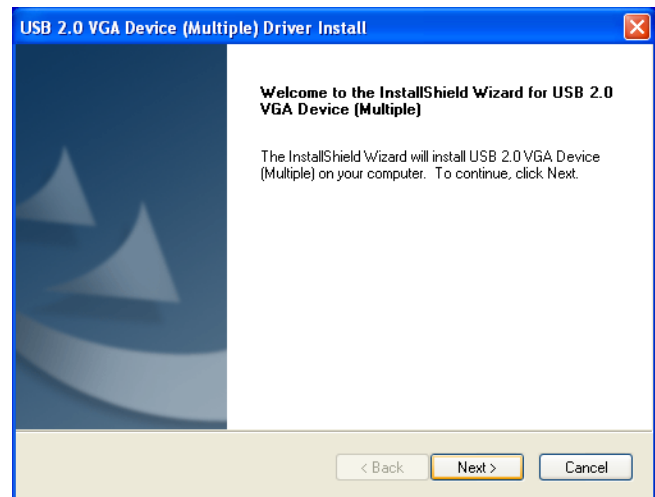 USB 2.0 VGA Device (Multiple) Driver Install
Welcome to the InstallShield Wizard for USB 2.0
VGA Device (Multiple)
The InstallShield Wizard will install USB 2.0 VGA Device
(Multiple) on your computer.  To continue, click Next.
< Back
Next >
Cancel